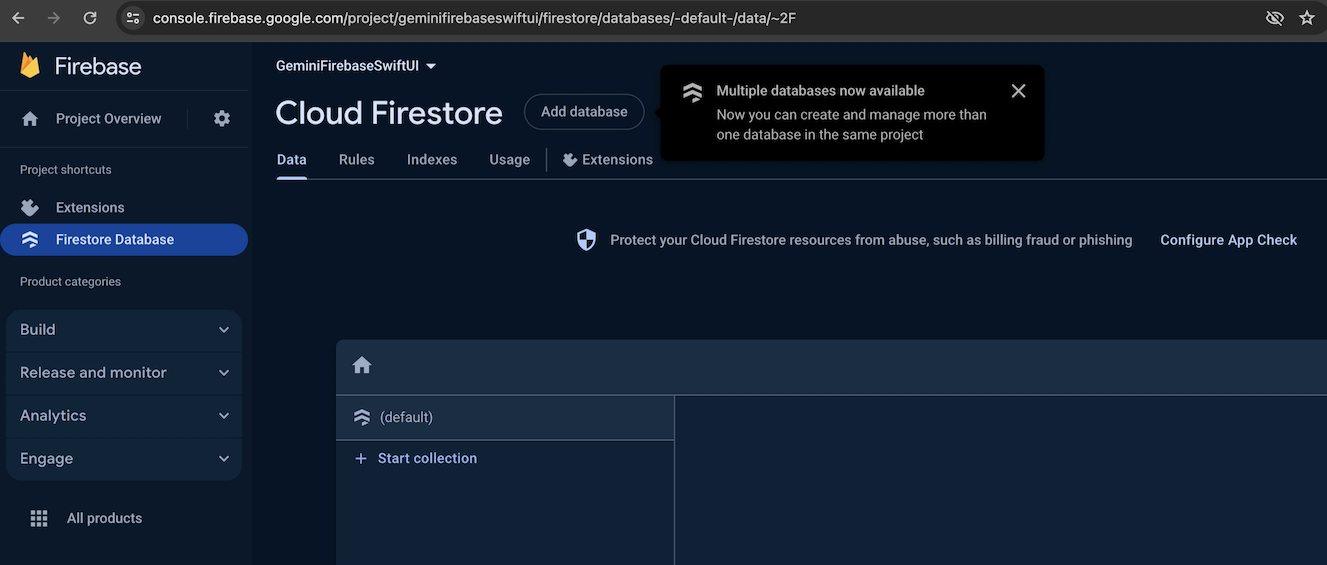 console.firebase.google.com/project/geminifirebaseswiftui/firestore/databases/-default-/data/~2F
Firebase
Project Overview
Project shortcuts
Extensions
Firestore Database
Product categories
Build
Release and monitor
Analytics
Engage
All products
GeminiFirebaseSwiftUI
Cloud Firestore
Add database
Multiple databases now available
Now you can create and manage more than
one database in the same project
Data Rules Indexes Usage Extensions
Protect your Cloud Firestore resources from abuse, such as billing fraud or phishing Configure App Check
(default)
+ Start collection